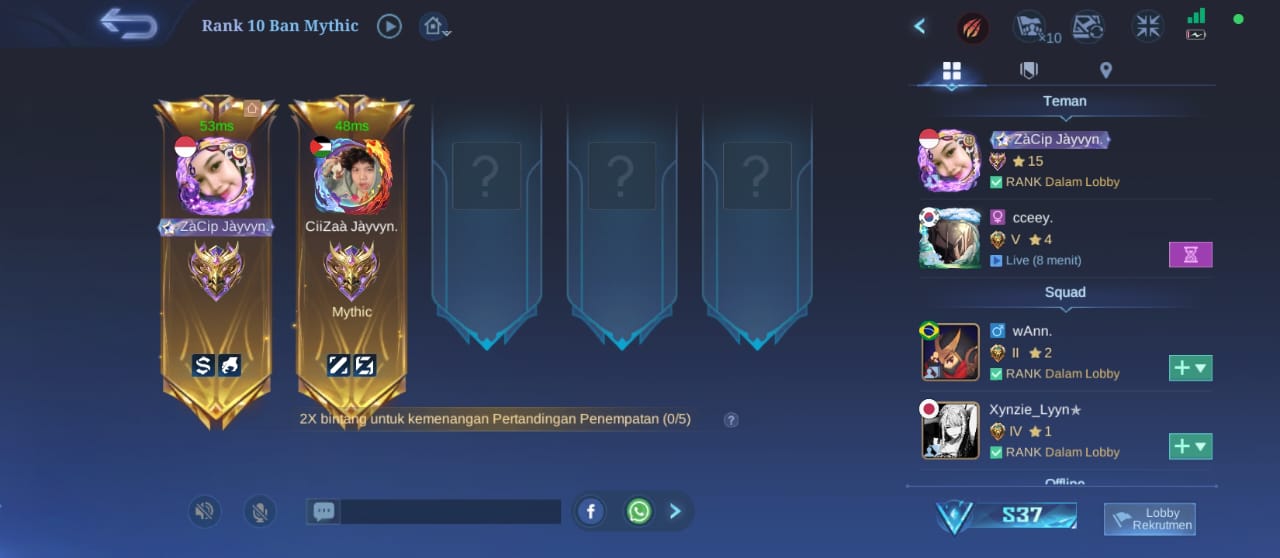 Rank 10 Ban Mythic
×10
53ms
ZàCip Jàyvyn.
48ms
CiiZaà Jàyvyn.
Mythic
?
?
?
2X bintang untuk kemenangan Pertandingan Penempatan (0/5)
?
Teman
ZàCip Jàyvyn.
15
RANK Dalam Lobby
cceey.
V 4
Live (8 menit)
Squad
wAnn.
II 2
RANK Dalam Lobby
Xynzie_Lyyn★
IV 1
RANK Dalam Lobby
Offline
S37
Lobby
Rekrutmen